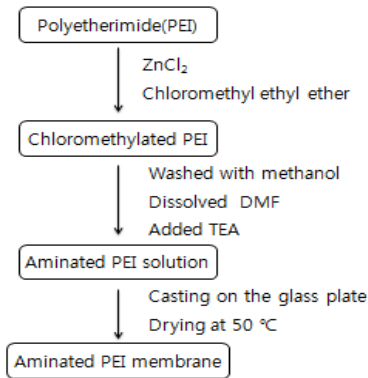 Polyetherimide(PEI)
ZnCl₂
Chloromethyl ethyl ether
Chloromethylated PEI
Washed with methanol
Dissolved DMF
Added TEA
Aminated PEI solution
Casting on the glass plate
Drying at 50 ℃
Aminated PEI membrane